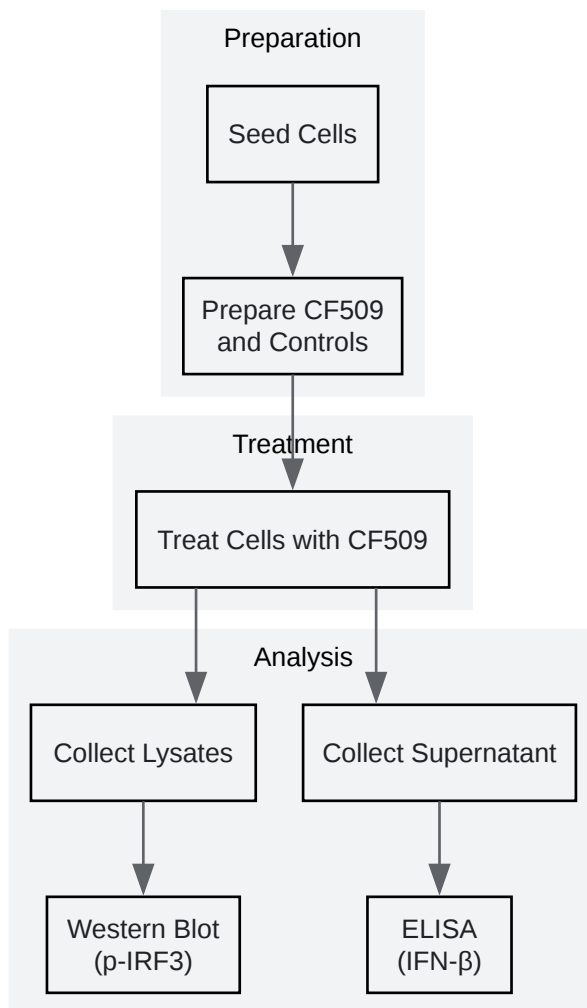 Preparation
Seed Cells
Prepare CF509
and Controls
Treatment
Treat Cells with CF509
Analysis
Collect Lysates
Collect Supernatant
Western Blot
(p-IRF3)
ELISA
(IFN-β)